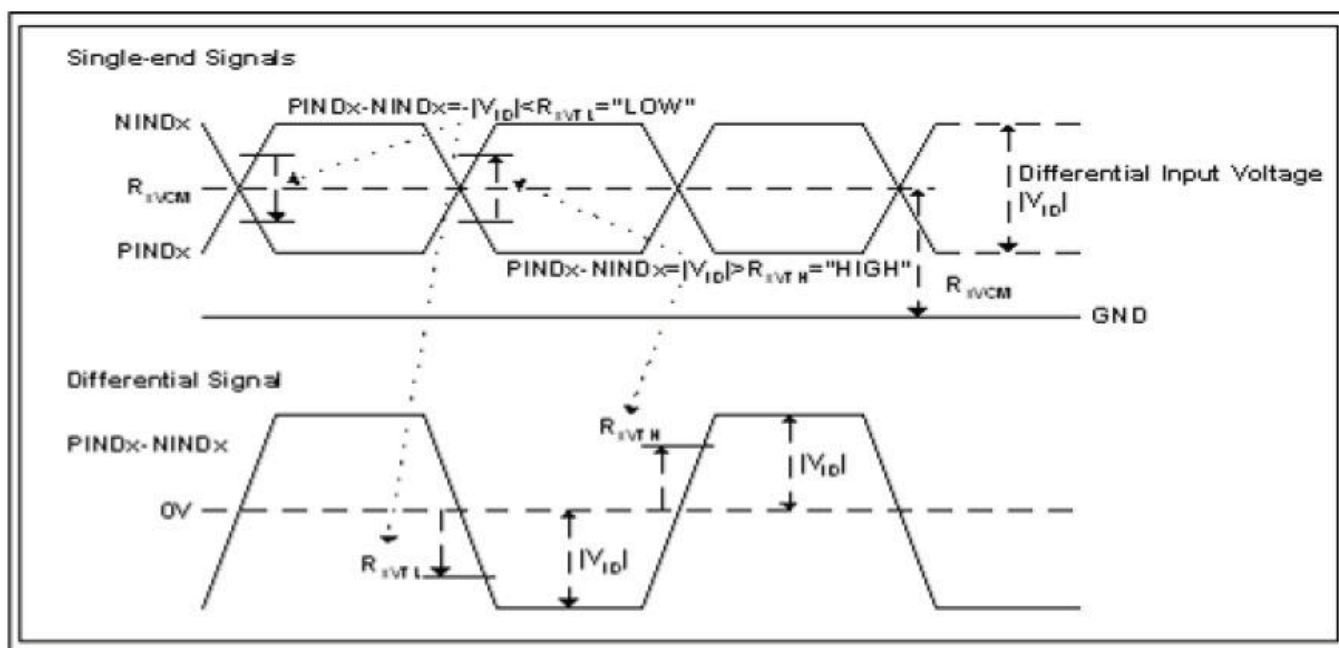 Single-end Signals
PINDx-NINDx=-|VID|<RxVTL="LOW"
NINDx
RxVCM
Differential Input Voltage
|VID|
PINDx
PINDx-NINDx=|VID|>RxVTH="HIGH"
RxVCM
GND
Differential Signal
RxVTH
PINDx-NINDx
|VID|
0V
RxVTL
|VID|